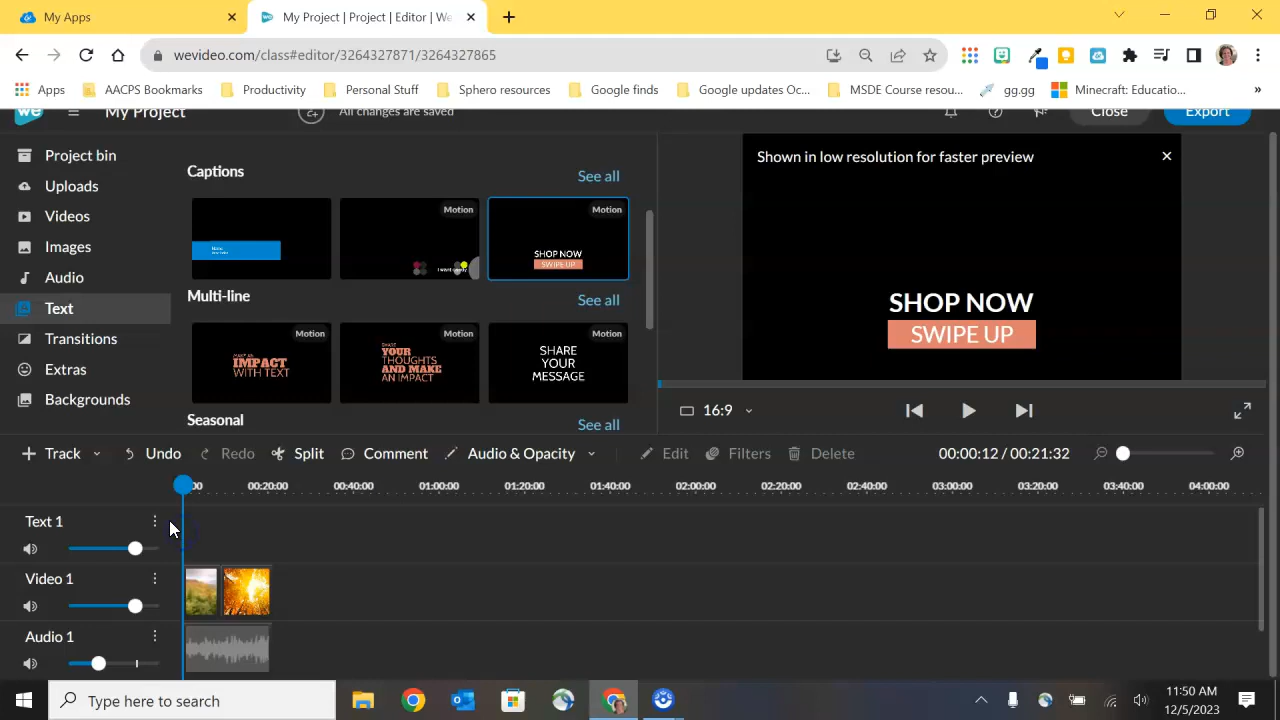 My Apps
My Project | Project | Editor | We
wevideo.com/class#editor/3264327871/3264327865
Apps
AACPS Bookmarks
Productivity
Personal Stuff
Sphero resources
Google finds
Google updates Oc...
MSDE Course resou...
gg.gg
Minecraft: Educatio...
»
we
My Project
All changes are saved
Close
Export
Project bin
Uploads
Videos
Images
Audio
Text
Transitions
Extras
Backgrounds
Captions
See all
Motion
Motion
SHOP NOW
SWIPE UP
Multi-line
See all
Motion
IMPACT
WITH TEXT
Motion
SHARE
YOUR
THOUGHTS
AND MAKE
AN IMPACT
Motion
SHARE
YOUR
MESSAGE
Seasonal
See all
Shown in low resolution for faster preview
SHOP NOW
SWIPE UP
16:9
Track
Undo
Redo
Split
Comment
Audio & Opacity
Edit
Filters
Delete
00:00:12 / 00:21:32
00 00:20:00 00:40:00 01:00:00 01:20:00 01:40:00 02:00:00 02:20:00 02:40:00 03:00:00 03:20:00 03:40:00 04:00:00
Text 1
Video 1
Audio 1
Type here to search
11:50 AM
12/5/2023